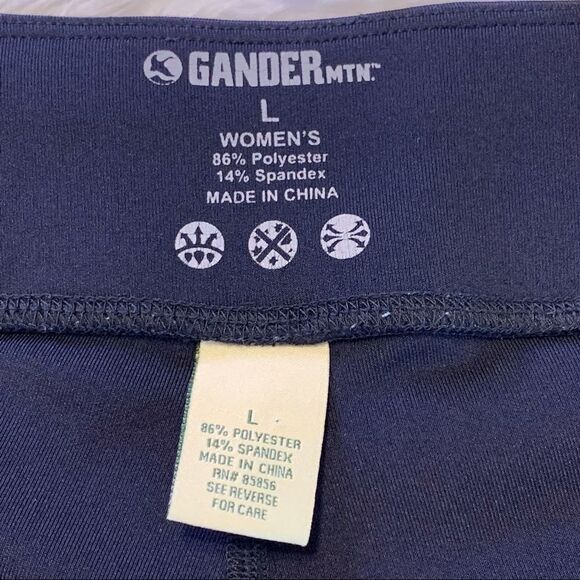 GANDER MTN.™
L
WOMEN'S
86% Polyester
14% Spandex
MADE IN CHINA
L
86% POLYESTER
14% SPANDEX
MADE IN CHINA
RN# 85856
SEE REVERSE
FOR CARE